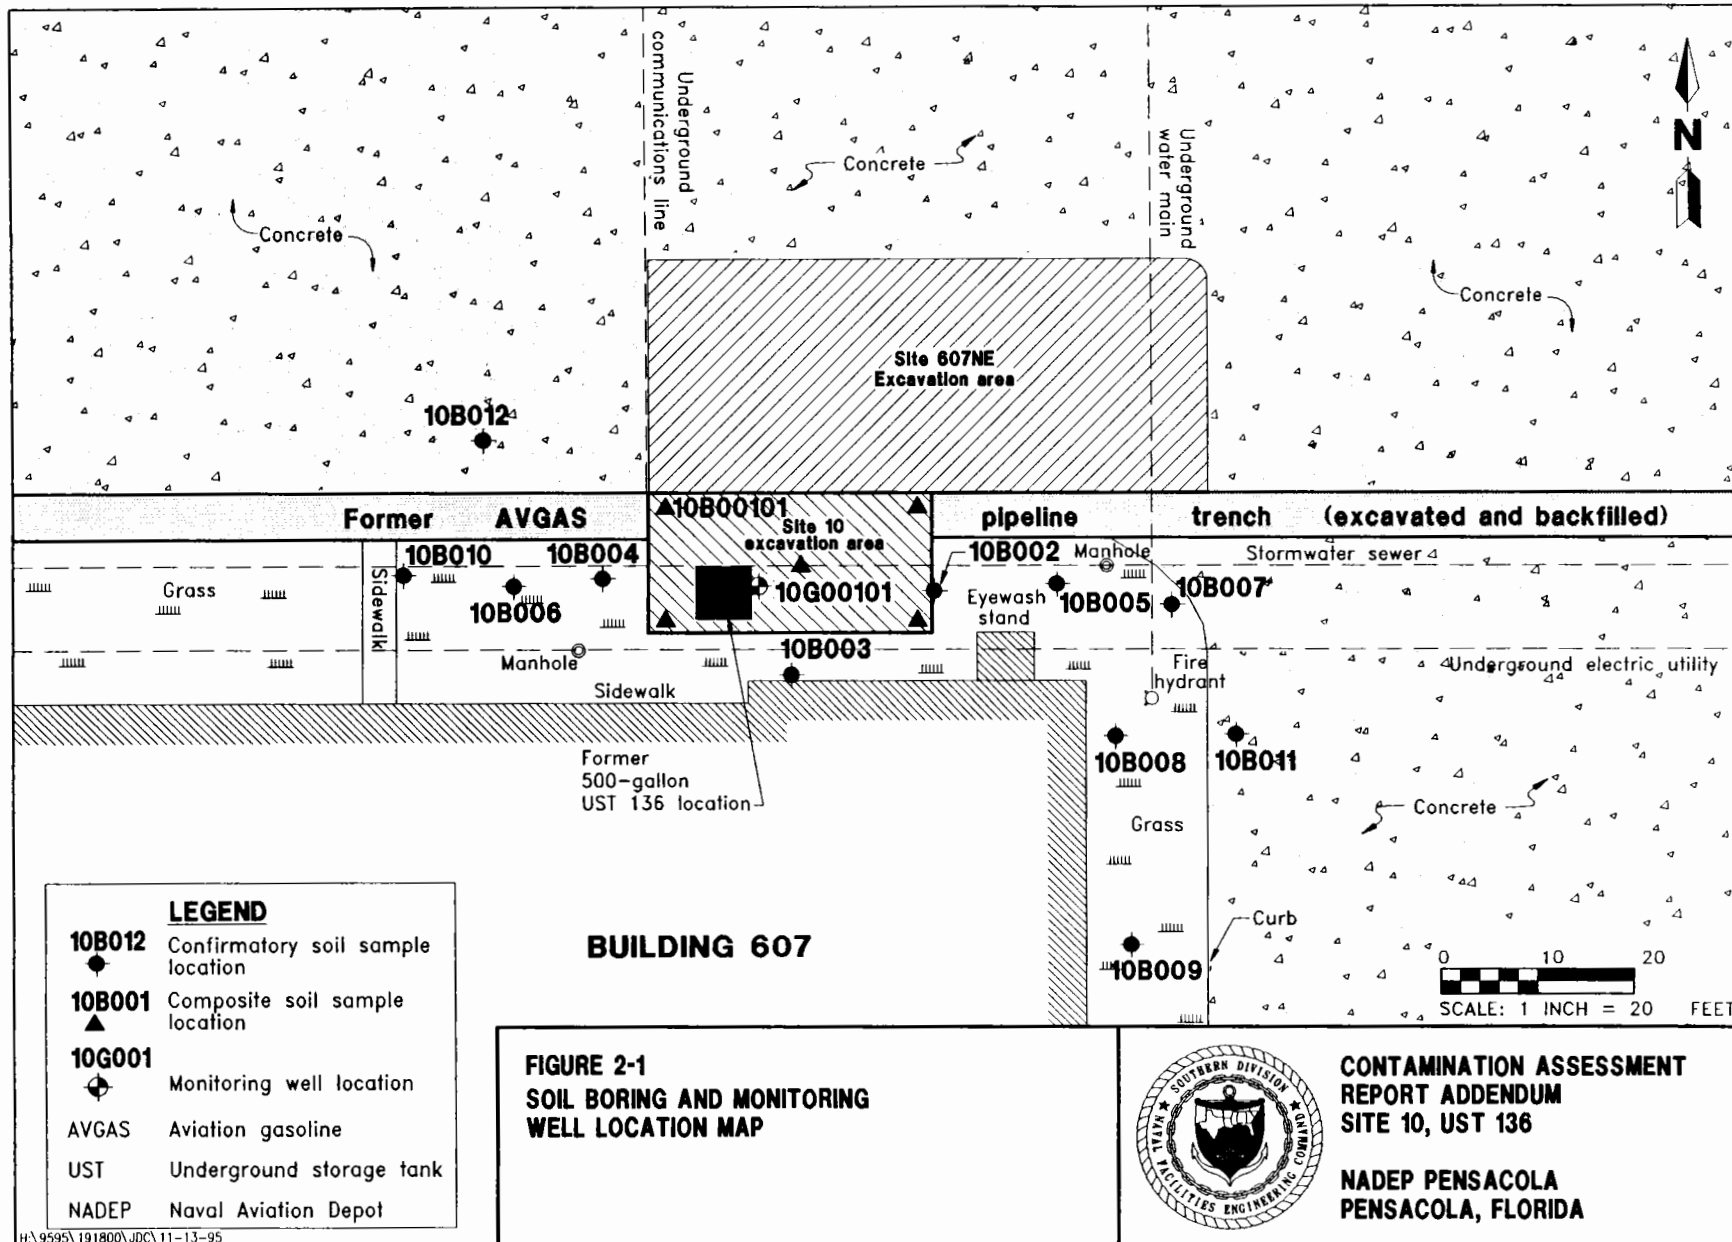 Underground
communications line
Underground
water main
N
Concrete
Concrete
Concrete
Site 607NE
Excavation area
10B012
Former AVGAS pipeline trench (excavated and backfilled)
10B00101
Site 10
excavation area
10B010
10B004
10B002
Manhole
Stormwater sewer
Grass
Sidewalk
10B006
10G00101
Eyewash
stand
10B005
10B007
10B003
Manhole
Sidewalk
Fire
hydrant
Underground electric utility
Former
500-gallon
UST 136 location
10B008
10B011
Concrete
Grass
Curb
10B009
BUILDING 607
0 10 20
SCALE: 1 INCH = 20 FEET
LEGEND
10B012 Confirmatory soil sample
location
10B001 Composite soil sample
location
10G001
Monitoring well location
AVGAS Aviation gasoline
UST Underground storage tank
NADEP Naval Aviation Depot
H:\9595\191800\JDC\11-13-95
FIGURE 2-1
SOIL BORING AND MONITORING
WELL LOCATION MAP
SOUTHERN DIVISION
NAVAL FACILITIES ENGINEERING COMMAND
CONTAMINATION ASSESSMENT
REPORT ADDENDUM
SITE 10, UST 136
NADEP PENSACOLA
PENSACOLA, FLORIDA